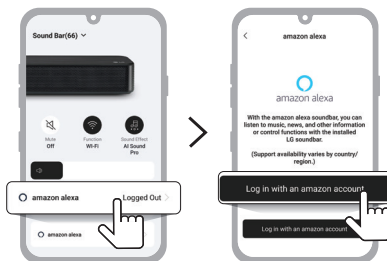 Sound Bar(66)
Mute
Off
Function
Wi-Fi
Sound Effect
AI Sound
Pro
amazon alexa Logged Out
amazon alexa
amazon alexa
amazon alexa
With the amazon alexa soundbar, you can
listen to music, news, and other information
or control functions with the installed
LG soundbar.
(Support availability varies by country/
region.)
Log in with an amazon account
Log in with an amazon account